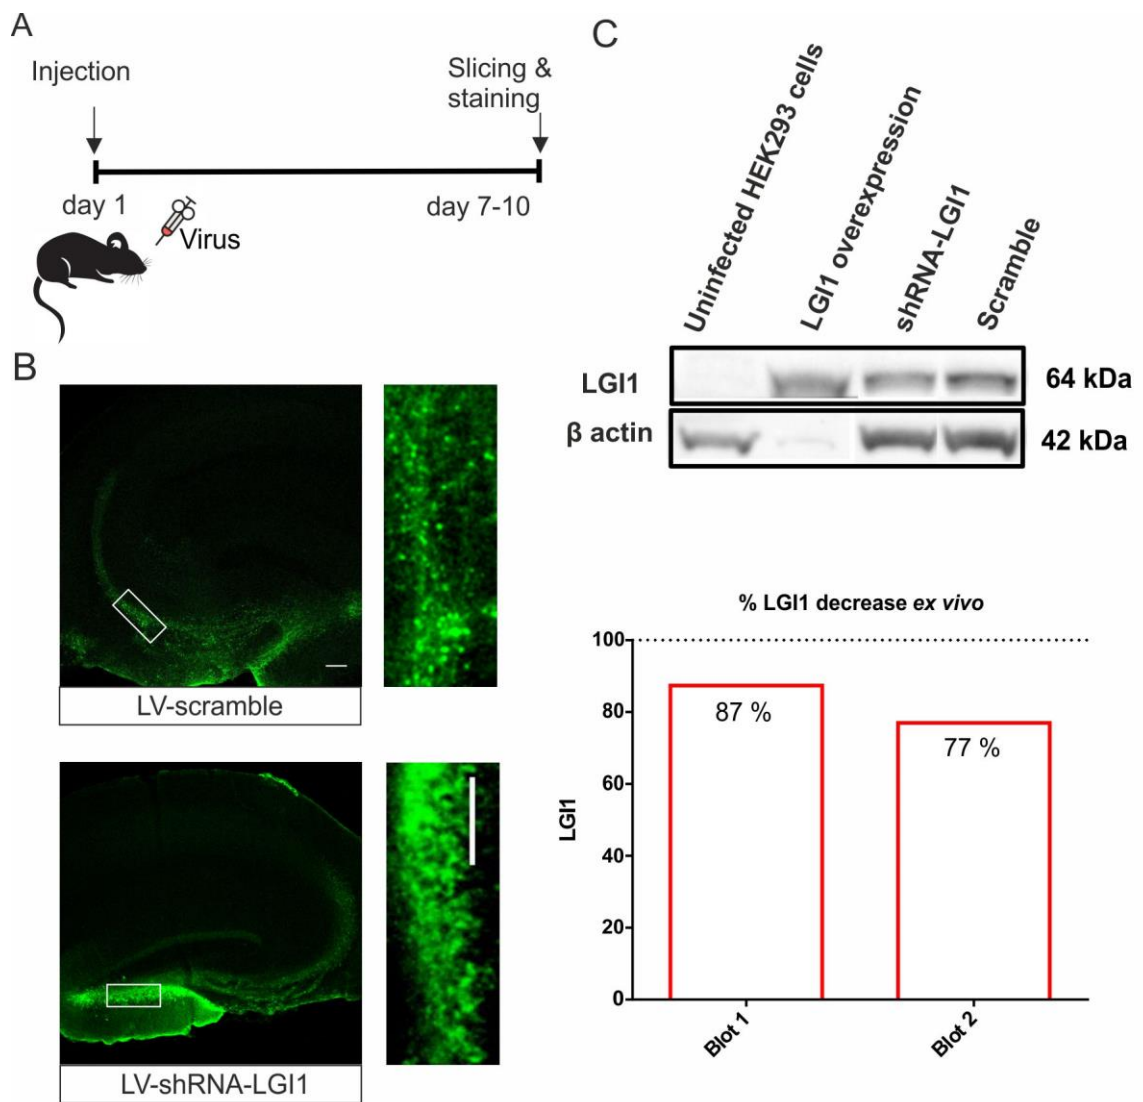 A
Injection
Slicing &
staining
day 1
day 7-10
Virus
B
LV-scramble
LV-shRNA-LGI1
C
Uninfected HEK293 cells
LGI1 overexpression
shRNA-LGI1
Scramble
LGI1
64 kDa
β actin
42 kDa
% LGI1 decrease ex vivo
LGI1
100
80
60
40
20
0
87 %
77 %
Blot 1
Blot 2